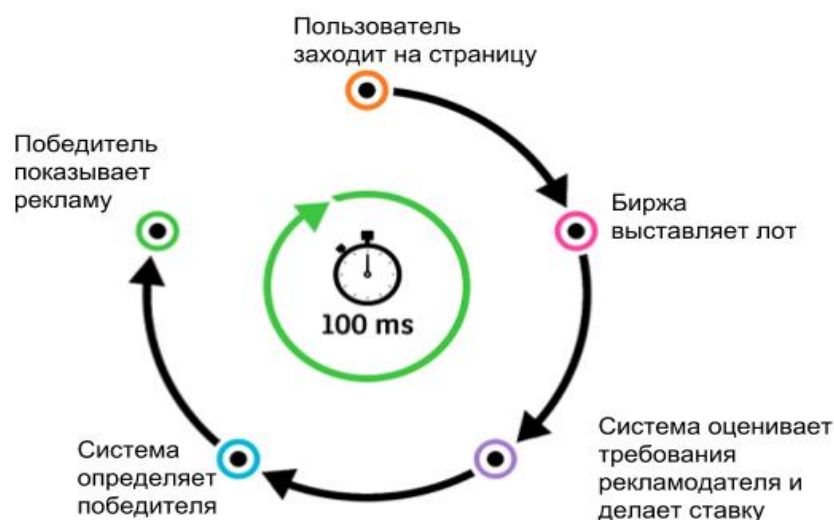 Пользователь
заходит на страницу
Победитель
показывает
рекламу
Биржа
выставляет лот
100 ms
Система оценивает
требования
рекламодателя и
делает ставку
Система
определяет
победителя